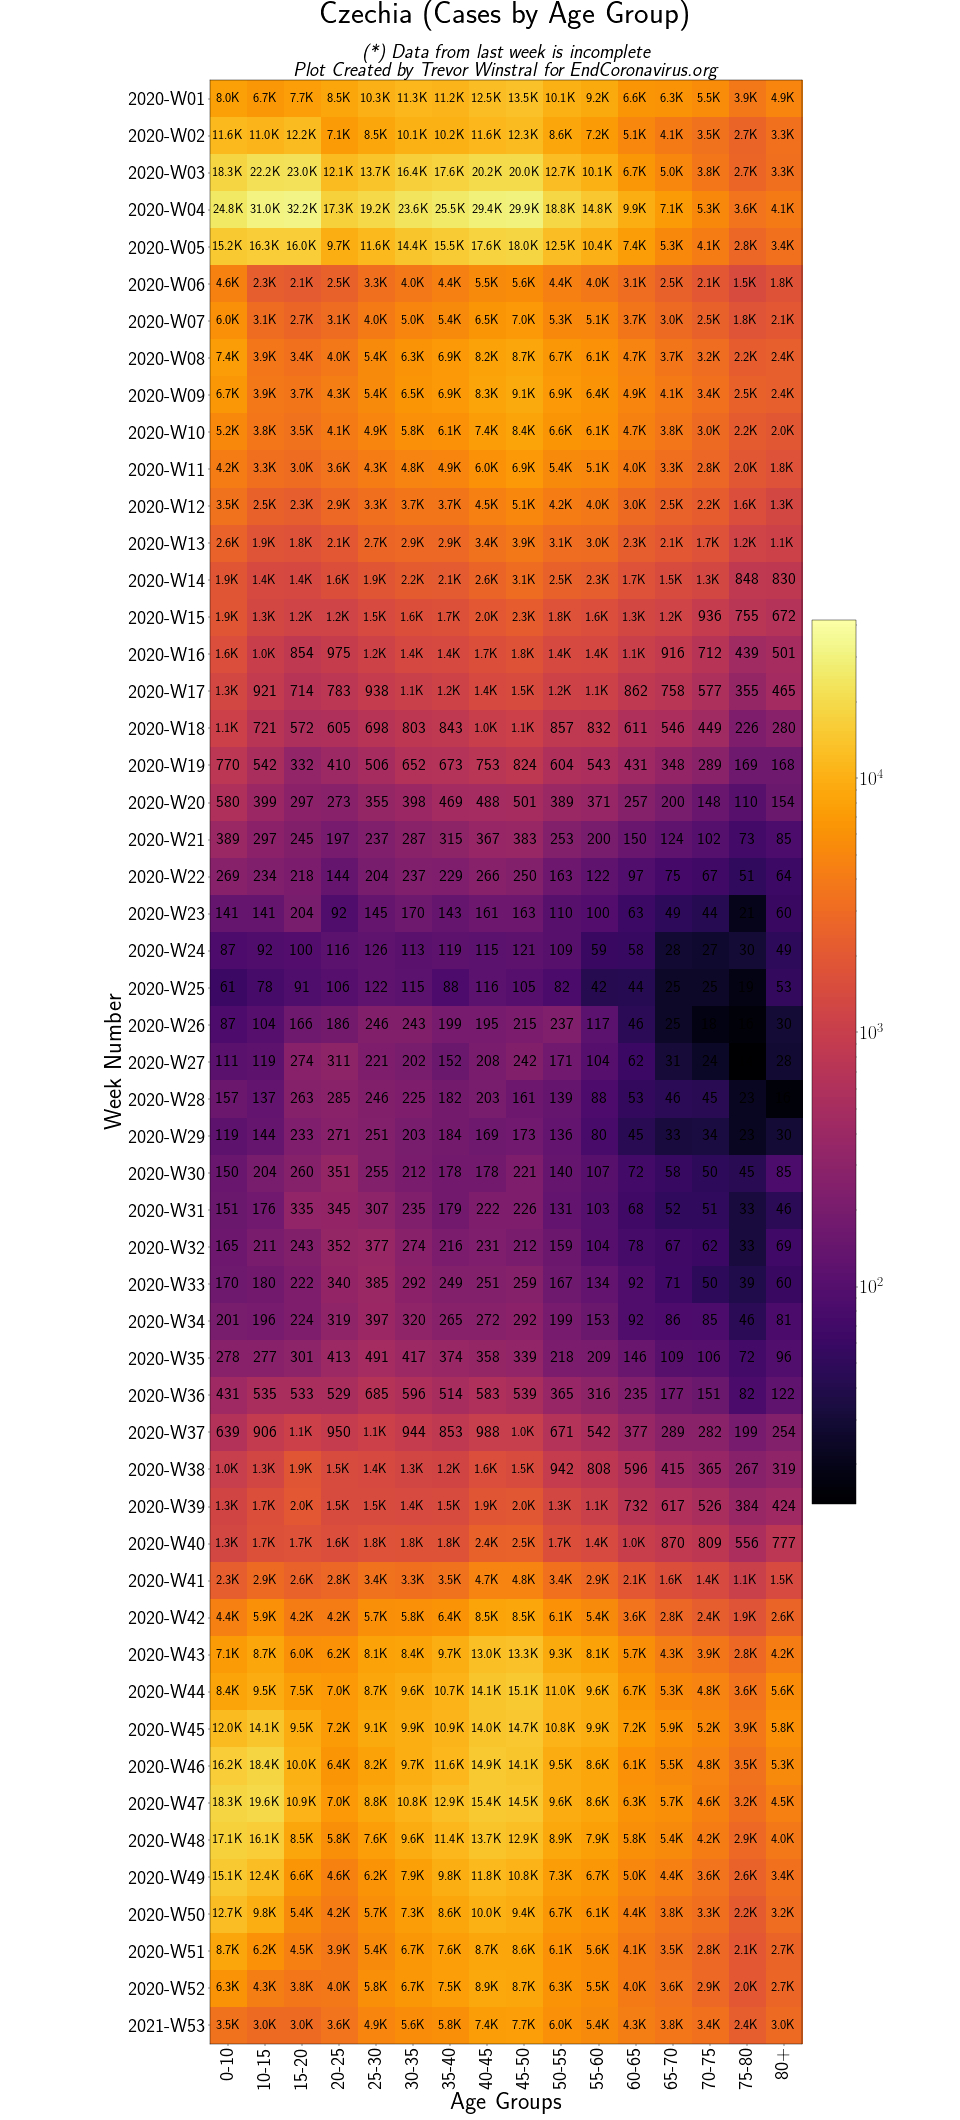 Czechia (Cases by Age Group)
(*) Data from last week is incomplete
Plot Created by Trevor Winstral for EndCoronavirus.org
2020-W01 8.0K 6.7K 7.7K 8.5K 10.3K 11.3K 11.2K 12.5K 13.5K 10.1K 9.2K 6.6K 6.3K 5.5K 3.9K 4.9K
2020-W02 11.6K 11.0K 12.2K 7.1K 8.5K 10.1K 10.2K 11.6K 12.3K 8.6K 7.2K 5.1K 4.1K 3.5K 2.7K 3.3K
2020-W03 18.3K 22.2K 23.0K 12.1K 13.7K 16.4K 17.6K 20.2K 20.0K 12.7K 10.1K 6.7K 5.0K 3.8K 2.7K 3.3K
2020-W04 24.8K 31.0K 32.2K 17.3K 19.2K 23.6K 25.5K 29.4K 29.9K 18.8K 14.8K 9.9K 7.1K 5.3K 3.6K 4.1K
2020-W05 15.2K 16.3K 16.0K 9.7K 11.6K 14.4K 15.5K 17.6K 18.0K 12.5K 10.4K 7.4K 5.3K 4.1K 2.8K 3.4K
2020-W06 4.6K 2.3K 2.1K 2.5K 3.3K 4.0K 4.4K 5.5K 5.6K 4.4K 4.0K 3.1K 2.5K 2.1K 1.5K 1.8K
2020-W07 6.0K 3.1K 2.7K 3.1K 4.0K 5.0K 5.4K 6.5K 7.0K 5.3K 5.1K 3.7K 3.0K 2.5K 1.8K 2.1K
2020-W08 7.4K 3.9K 3.4K 4.0K 5.4K 6.3K 6.9K 8.2K 8.7K 6.7K 6.1K 4.7K 3.7K 3.2K 2.2K 2.4K
2020-W09 6.7K 3.9K 3.7K 4.3K 5.4K 6.5K 6.9K 8.3K 9.1K 6.9K 6.4K 4.9K 4.1K 3.4K 2.5K 2.4K
2020-W10 5.2K 3.8K 3.5K 4.1K 4.9K 5.8K 6.1K 7.4K 8.4K 6.6K 6.1K 4.7K 3.8K 3.0K 2.2K 2.0K
2020-W11 4.2K 3.3K 3.0K 3.6K 4.3K 4.8K 4.9K 6.0K 6.9K 5.4K 5.1K 4.0K 3.3K 2.8K 2.0K 1.8K
2020-W12 3.5K 2.5K 2.3K 2.9K 3.3K 3.7K 3.7K 4.5K 5.1K 4.2K 4.0K 3.0K 2.5K 2.2K 1.6K 1.3K
2020-W13 2.6K 1.9K 1.8K 2.1K 2.7K 2.9K 2.9K 3.4K 3.9K 3.1K 3.0K 2.3K 2.1K 1.7K 1.2K 1.1K
2020-W14 1.9K 1.4K 1.4K 1.6K 1.9K 2.2K 2.1K 2.6K 3.1K 2.5K 2.3K 1.7K 1.5K 1.3K 848 830
2020-W15 1.9K 1.3K 1.2K 1.2K 1.5K 1.6K 1.7K 2.0K 2.3K 1.8K 1.6K 1.3K 1.2K 936 755 672
2020-W16 1.6K 1.0K 854 975 1.2K 1.4K 1.4K 1.7K 1.8K 1.4K 1.4K 1.1K 916 712 439 501
2020-W17 1.3K 921 714 783 938 1.1K 1.2K 1.4K 1.5K 1.2K 1.1K 862 758 577 355 465
2020-W18 1.1K 721 572 605 698 803 843 1.0K 1.1K 857 832 611 546 449 226 280
2020-W19 770 542 332 410 506 652 673 753 824 604 543 431 348 289 169 168
2020-W20 580 399 297 273 355 398 469 488 501 389 371 257 200 148 110 154
2020-W21 389 297 245 197 237 287 315 367 383 253 200 150 124 102 73 85
2020-W22 269 234 218 144 204 237 229 266 250 163 122 97 75 67 51 64
2020-W23 141 141 204 92 145 170 143 161 163 110 100 63 49 44 21 60
2020-W24 87 92 100 116 126 113 119 115 121 109 59 58 28 27 30 49
2020-W25 61 78 91 106 122 115 88 116 105 82 42 44 25 25 53
2020-W26 87 104 166 186 246 243 199 195 215 237 117 46 25 30
2020-W27 111 119 274 311 221 202 152 208 242 171 104 62 31 24 28
2020-W28 157 137 263 285 246 225 182 203 161 139 88 53 46 45 23
2020-W29 119 144 233 271 251 203 184 169 173 136 80 45 33 34 23 30
2020-W30 150 204 260 351 255 212 178 178 221 140 107 72 58 50 45 85
2020-W31 151 176 335 345 307 235 179 222 226 131 103 68 52 51 33 46
2020-W32 165 211 243 352 377 274 216 231 212 159 104 78 67 62 33 69
2020-W33 170 180 222 340 385 292 249 251 259 167 134 92 71 50 39 60
2020-W34 201 196 224 319 397 320 265 272 292 199 153 92 86 85 46 81
2020-W35 278 277 301 413 491 417 374 358 339 218 209 146 109 106 72 96
2020-W36 431 535 533 529 685 596 514 583 539 365 316 235 177 151 82 122
2020-W37 639 906 1.1K 950 1.1K 944 853 988 1.0K 671 542 377 289 282 199 254
2020-W38 1.0K 1.3K 1.9K 1.5K 1.4K 1.3K 1.2K 1.6K 1.5K 942 808 596 415 365 267 319
2020-W39 1.3K 1.7K 2.0K 1.5K 1.5K 1.4K 1.5K 1.9K 2.0K 1.3K 1.1K 732 617 526 384 424
2020-W40 1.3K 1.7K 1.7K 1.6K 1.8K 1.8K 1.8K 2.4K 2.5K 1.7K 1.4K 1.0K 870 809 556 777
2020-W41 2.3K 2.9K 2.6K 2.8K 3.4K 3.3K 3.5K 4.7K 4.8K 3.4K 2.9K 2.1K 1.6K 1.4K 1.1K 1.5K
2020-W42 4.4K 5.9K 4.2K 4.2K 5.7K 5.8K 6.4K 8.5K 8.5K 6.1K 5.4K 3.6K 2.8K 2.4K 1.9K 2.6K
2020-W43 7.1K 8.7K 6.0K 6.2K 8.1K 8.4K 9.7K 13.0K 13.3K 9.3K 8.1K 5.7K 4.3K 3.9K 2.8K 4.2K
2020-W44 8.4K 9.5K 7.5K 7.0K 8.7K 9.6K 10.7K 14.1K 15.1K 11.0K 9.6K 6.7K 5.3K 4.8K 3.6K 5.6K
2020-W45 12.0K 14.1K 9.5K 7.2K 9.1K 9.9K 10.9K 14.0K 14.7K 10.8K 9.9K 7.2K 5.9K 5.2K 3.9K 5.8K
2020-W46 16.2K 18.4K 10.0K 6.4K 8.2K 9.7K 11.6K 14.9K 14.1K 9.5K 8.6K 6.1K 5.5K 4.8K 3.5K 5.3K
2020-W47 18.3K 19.6K 10.9K 7.0K 8.8K 10.8K 12.9K 15.4K 14.5K 9.6K 8.6K 6.3K 5.7K 4.6K 3.2K 4.5K
2020-W48 17.1K 16.1K 8.5K 5.8K 7.6K 9.6K 11.4K 13.7K 12.9K 8.9K 7.9K 5.8K 5.4K 4.2K 2.9K 4.0K
2020-W49 15.1K 12.4K 6.6K 4.6K 6.2K 7.9K 9.8K 11.8K 10.8K 7.3K 6.7K 5.0K 4.4K 3.6K 2.6K 3.4K
2020-W50 12.7K 9.8K 5.4K 4.2K 5.7K 7.3K 8.6K 10.0K 9.4K 6.7K 6.1K 4.4K 3.8K 3.3K 2.2K 3.2K
2020-W51 8.7K 6.2K 4.5K 3.9K 5.4K 6.7K 7.6K 8.7K 8.6K 6.1K 5.6K 4.1K 3.5K 2.8K 2.1K 2.7K
2020-W52 6.3K 4.3K 3.8K 4.0K 5.8K 6.7K 7.5K 8.9K 8.7K 6.3K 5.5K 4.0K 3.6K 2.9K 2.0K 2.7K
2021-W53 3.5K 3.0K 3.0K 3.6K 4.9K 5.6K 5.8K 7.4K 7.7K 6.0K 5.4K 4.3K 3.8K 3.4K 2.4K 3.0K
0-10 10-15 15-20 20-25 25-30 30-35 35-40 40-45 45-50 50-55 55-60 60-65 65-70 70-75 75-80 80+
Age Groups
Week Number
10⁴
10³
10²